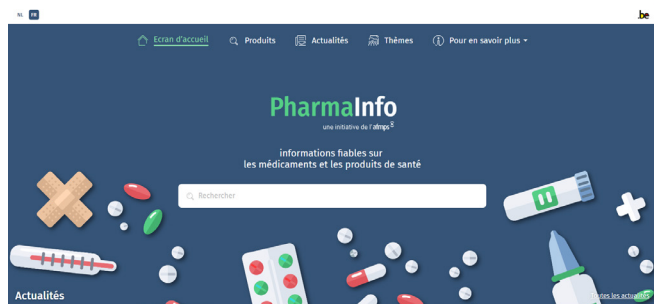 NL FR
.be
Ecran d'accueil Produits Actualités Thèmes Pour en savoir plus
PharmaInfo
une initiative de l'afmps
informations fiables sur
les médicaments et les produits de santé
Rechercher
Actualités
Toutes les actualités